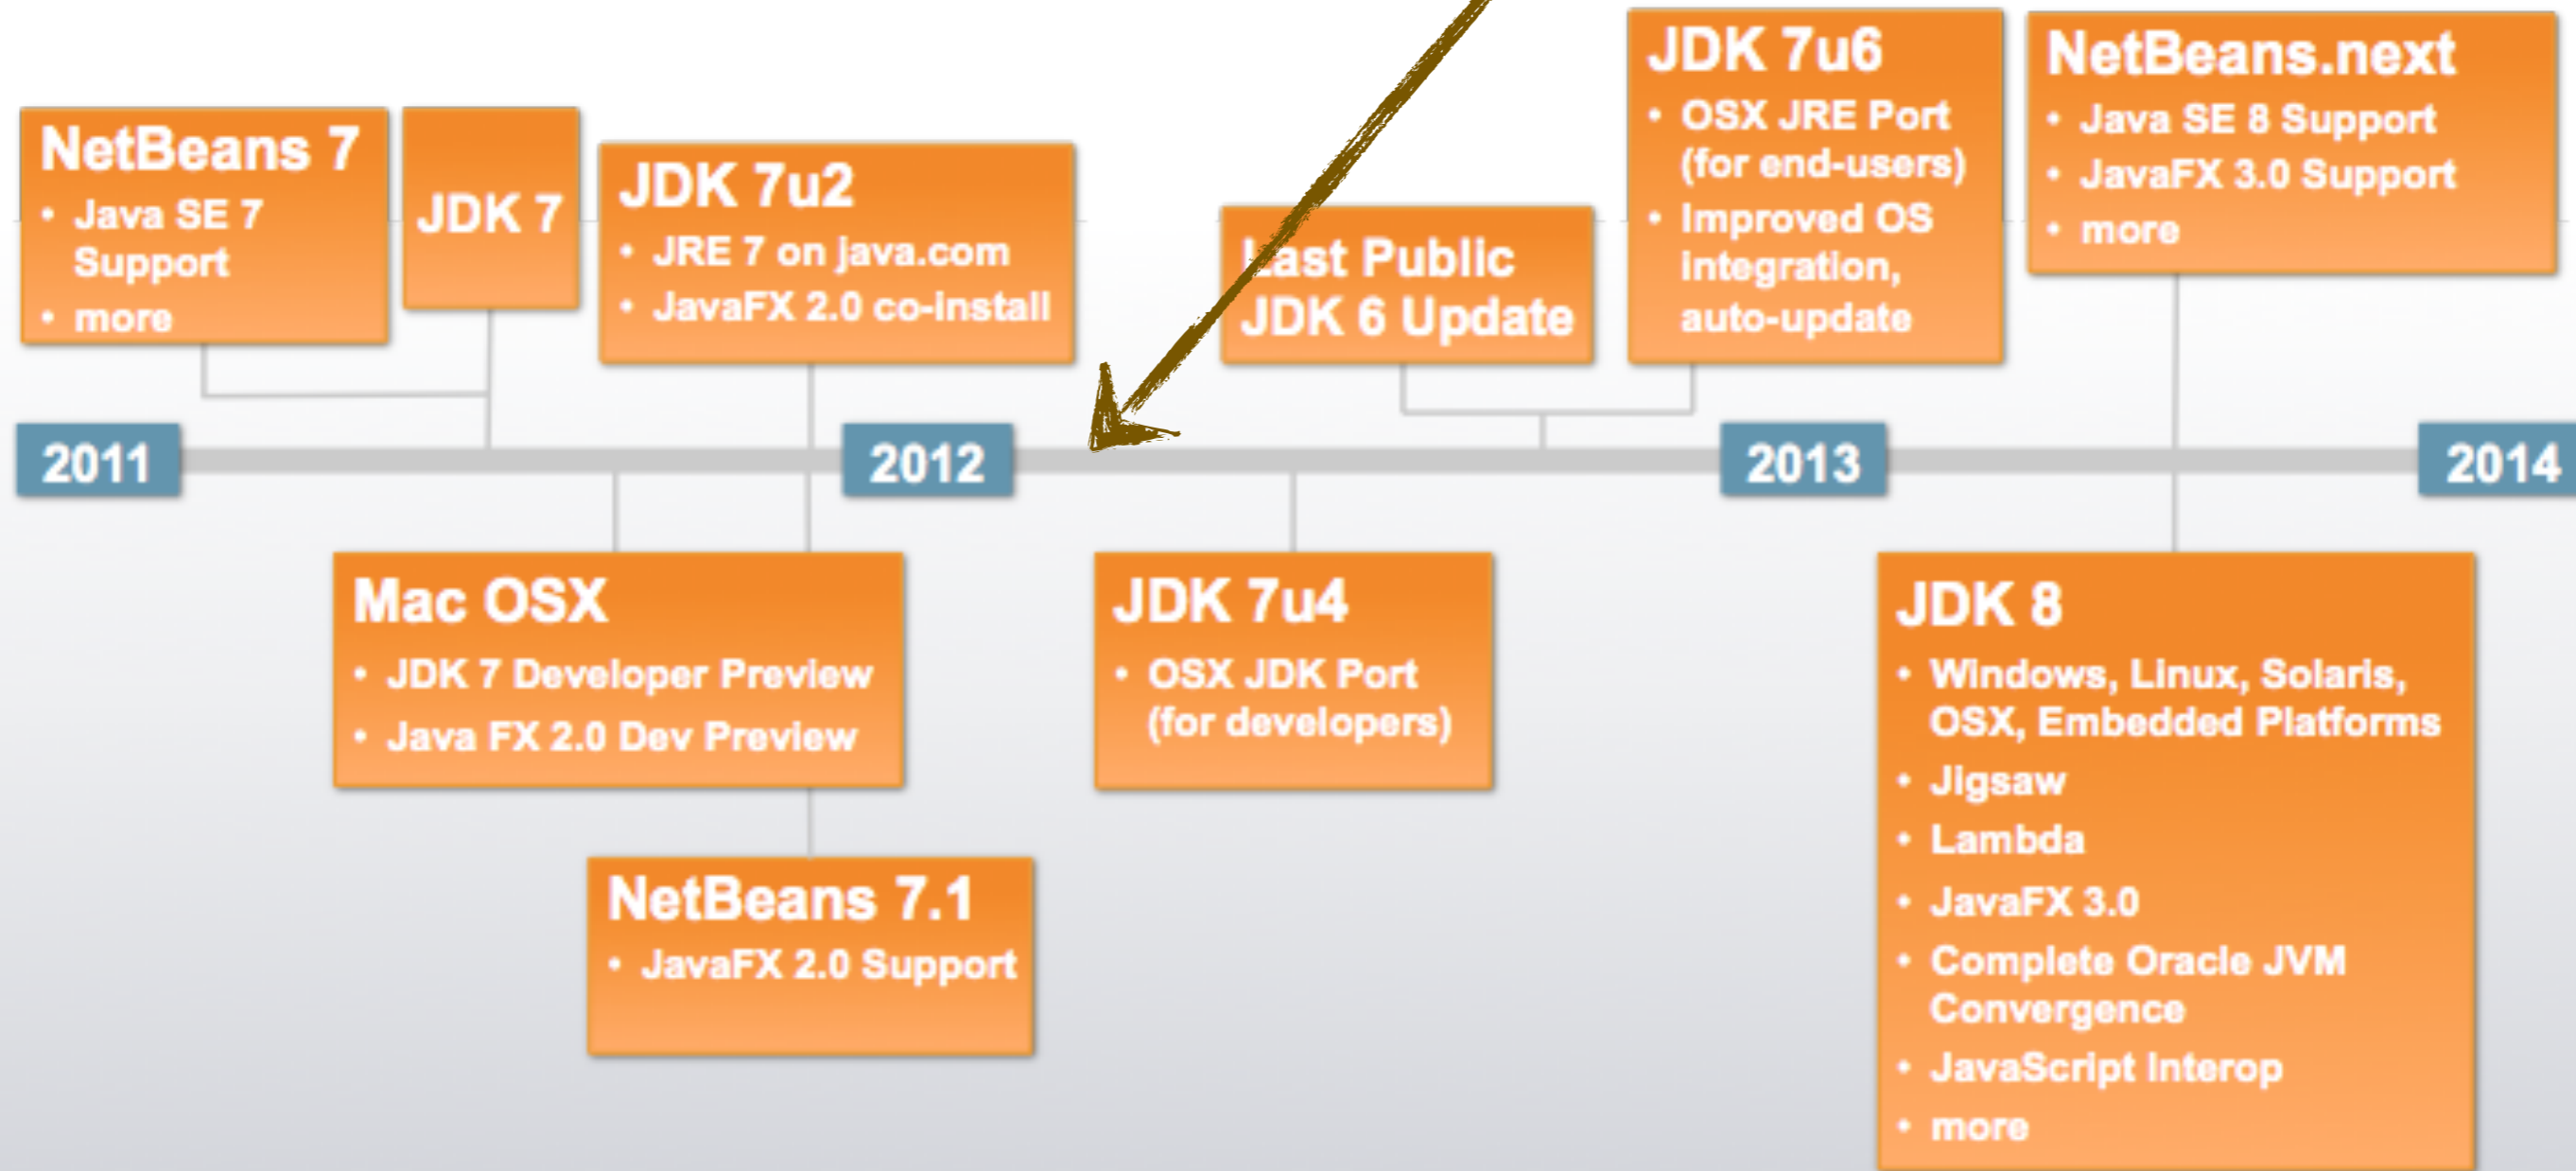 NetBeans 7
• Java SE 7
Support
• more
JDK 7
JDK 7u2
• JRE 7 on java.com
• JavaFX 2.0 co-install
Last Public
JDK 6 Update
JDK 7u6
• OSX JRE Port
(for end-users)
• Improved OS
integration,
auto-update
NetBeans.next
• Java SE 8 Support
• JavaFX 3.0 Support
• more
2011
2012
2013
2014
Mac OSX
• JDK 7 Developer Preview
• Java FX 2.0 Dev Preview
NetBeans 7.1
• JavaFX 2.0 Support
JDK 7u4
• OSX JDK Port
(for developers)
JDK 8
• Windows, Linux, Solaris,
OSX, Embedded Platforms
• Jigsaw
• Lambda
• JavaFX 3.0
• Complete Oracle JVM
Convergence
• JavaScript Interop
• more